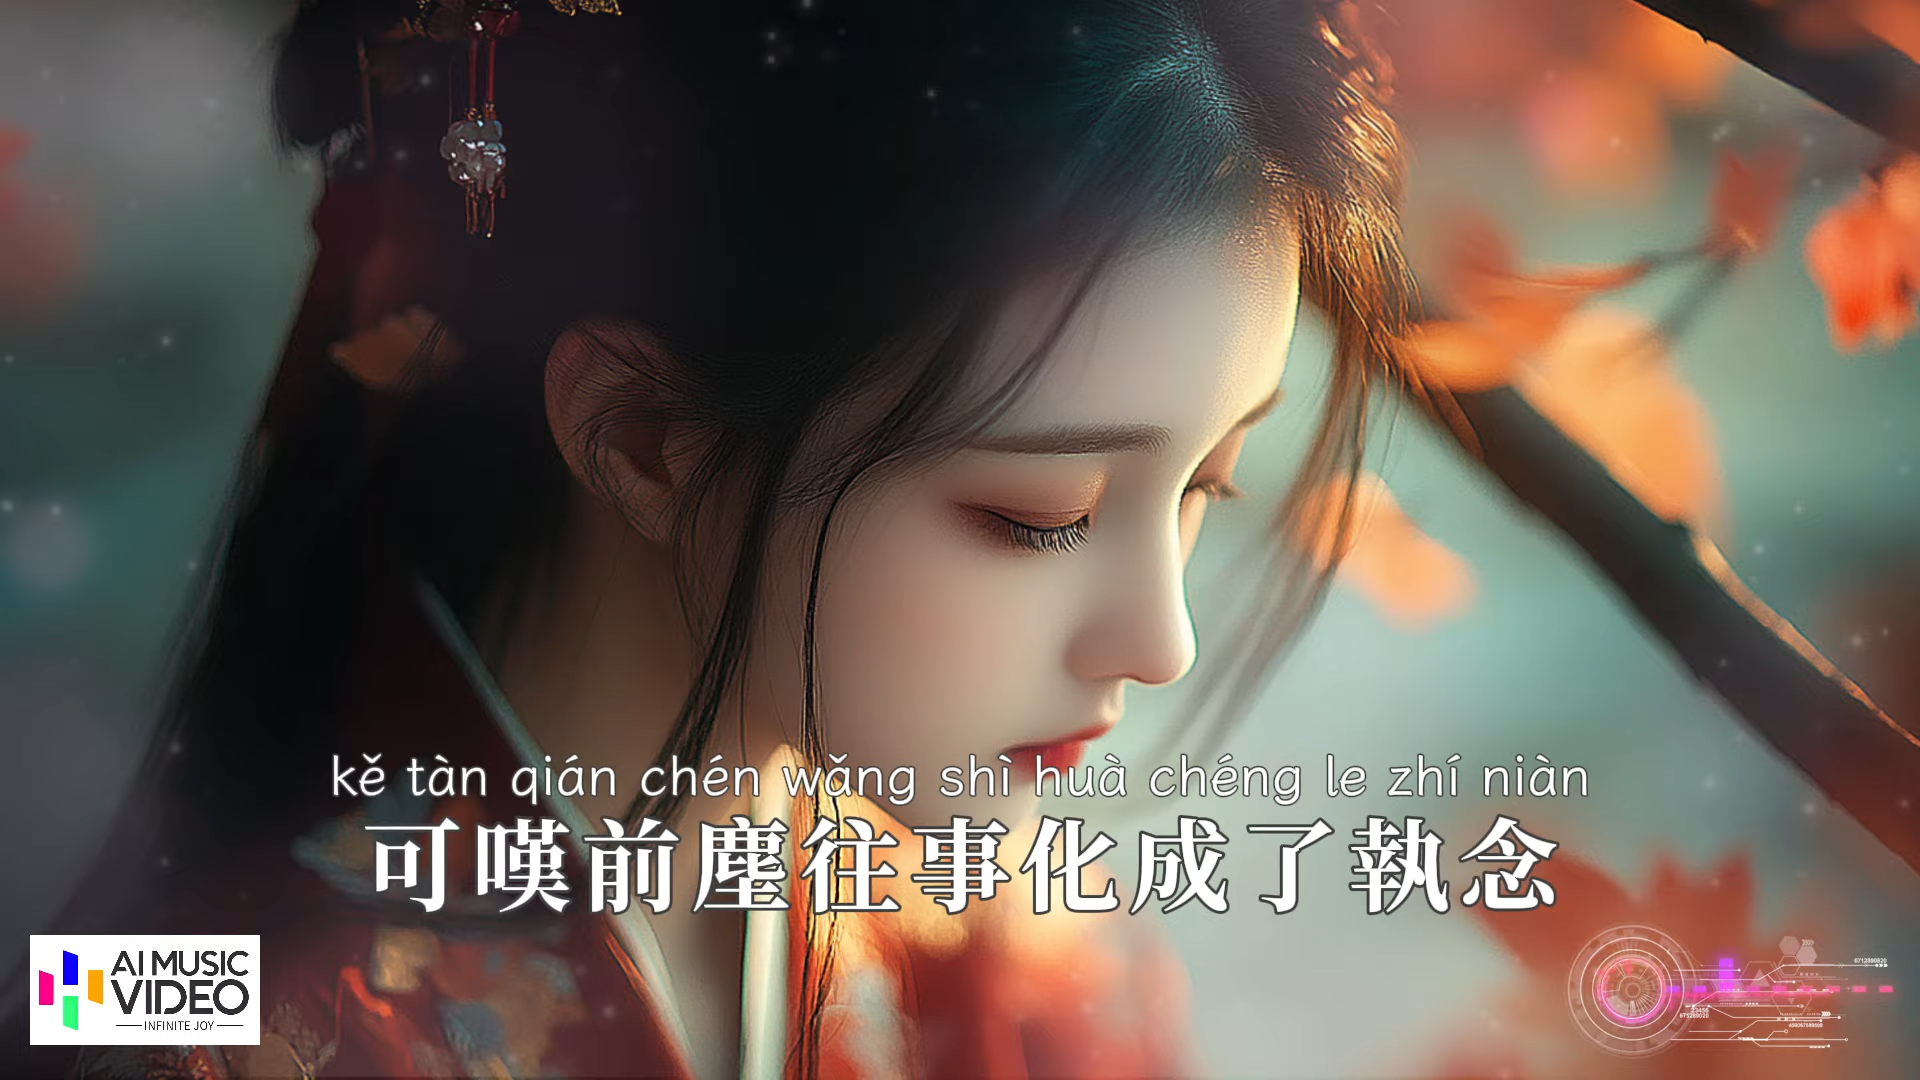 kě tàn qián chén wǎng shì huà chéng le zhí niàn
可嘆前塵往事化成了執念
AI MUSIC
VIDEO
INFINITE JOY